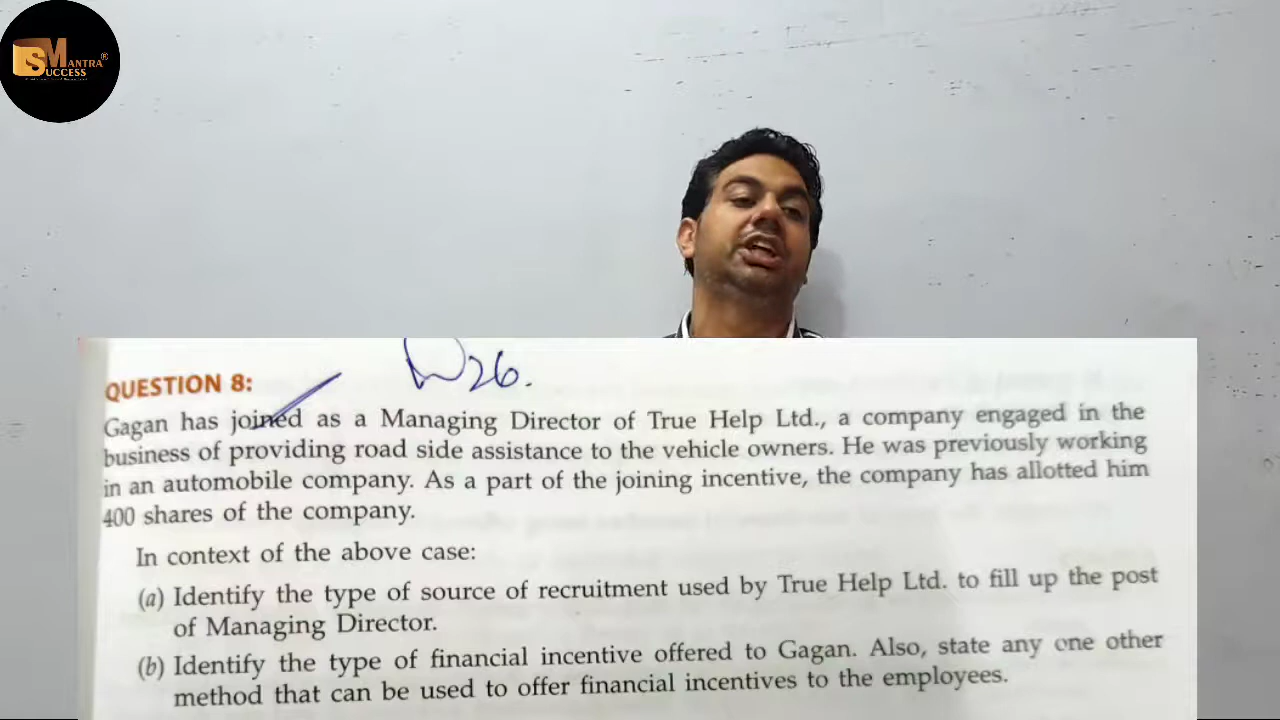 MANTRA®
SUCCESS
26.
QUESTION 8:
Gagan has joined as a Managing Director of True Help Ltd., a company engaged in the
business of providing road side assistance to the vehicle owners. He was previously working
in an automobile company. As a part of the joining incentive, the company has allotted him
400 shares of the company.
In context of the above case:
(a) Identify the type of source of recruitment used by True Help Ltd. to fill up the post
of Managing Director.
(b) Identify the type of financial incentive offered to Gagan. Also, state any one other
method that can be used to offer financial incentives to the employees.